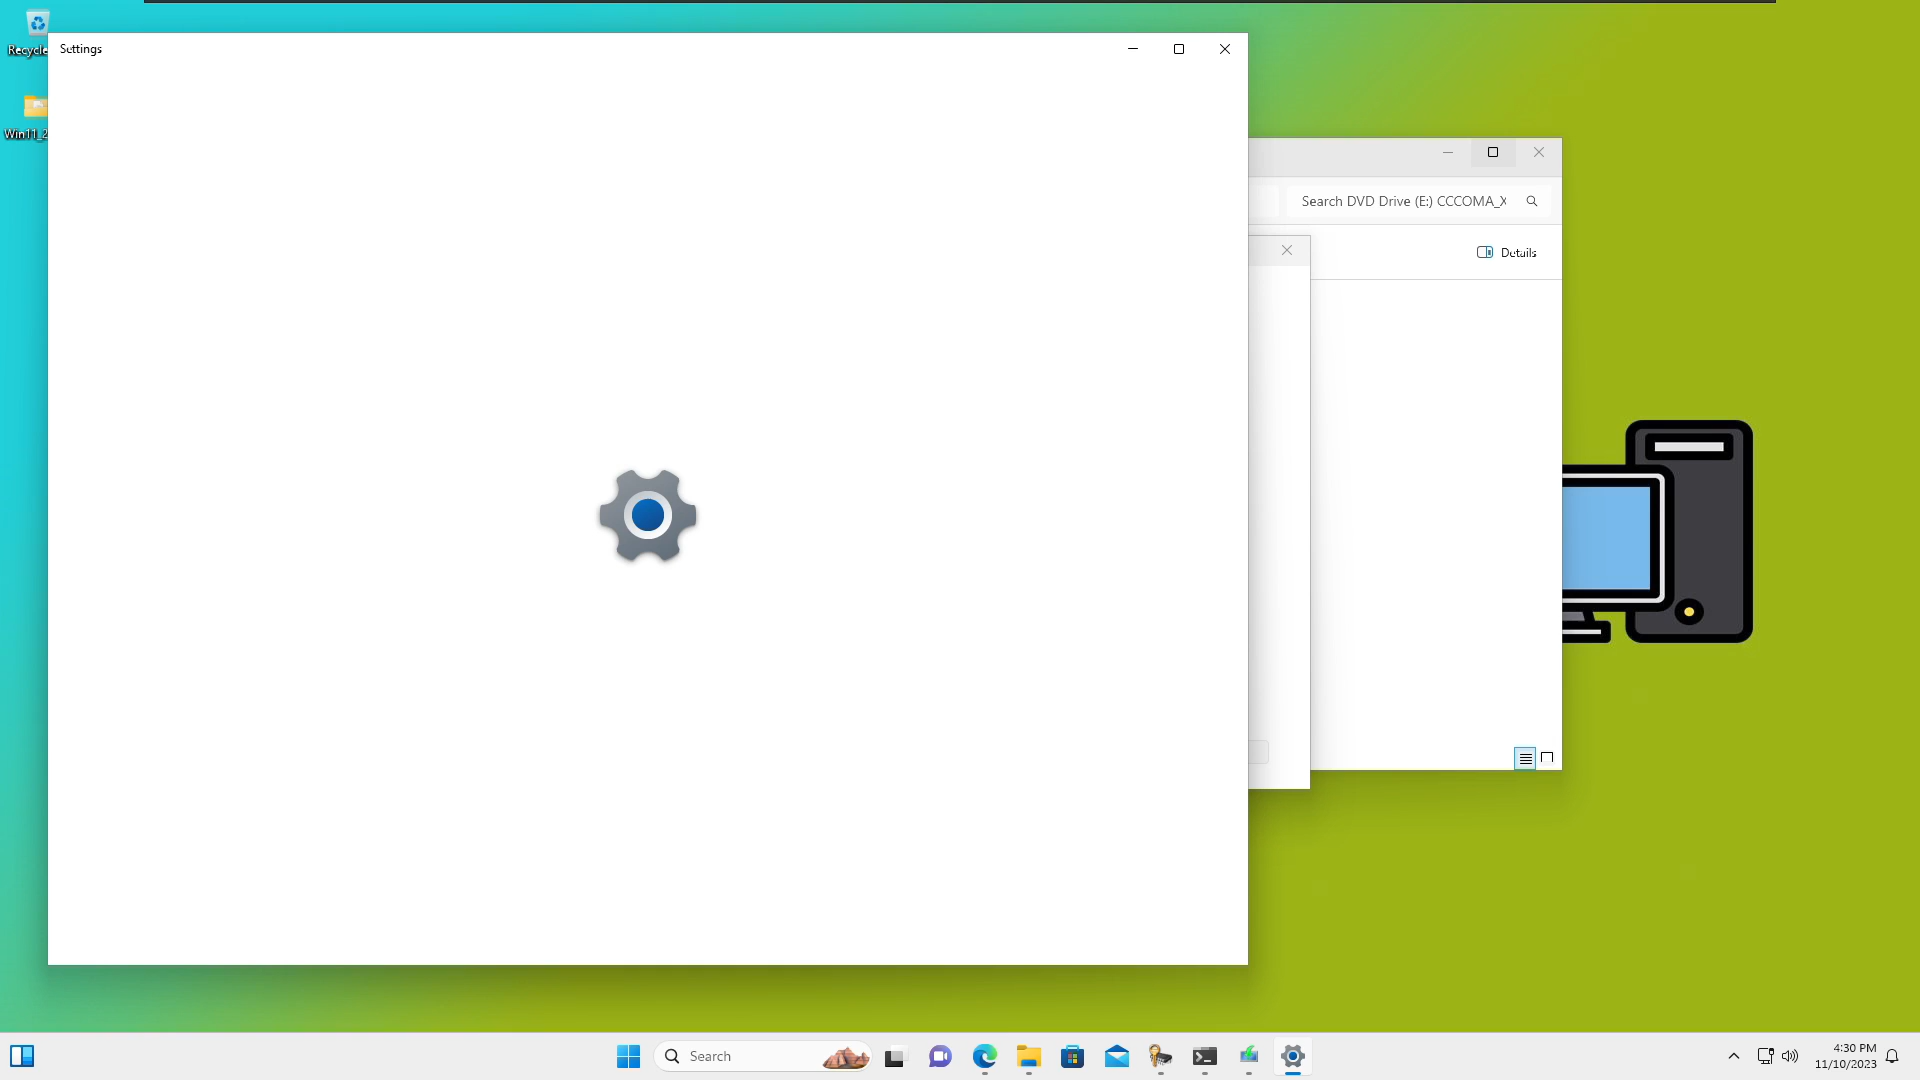 Recycle
Settings
Win11_2
Search DVD Drive (E:) CCCOMA_X
Details
Search
4:30 PM
11/10/2023